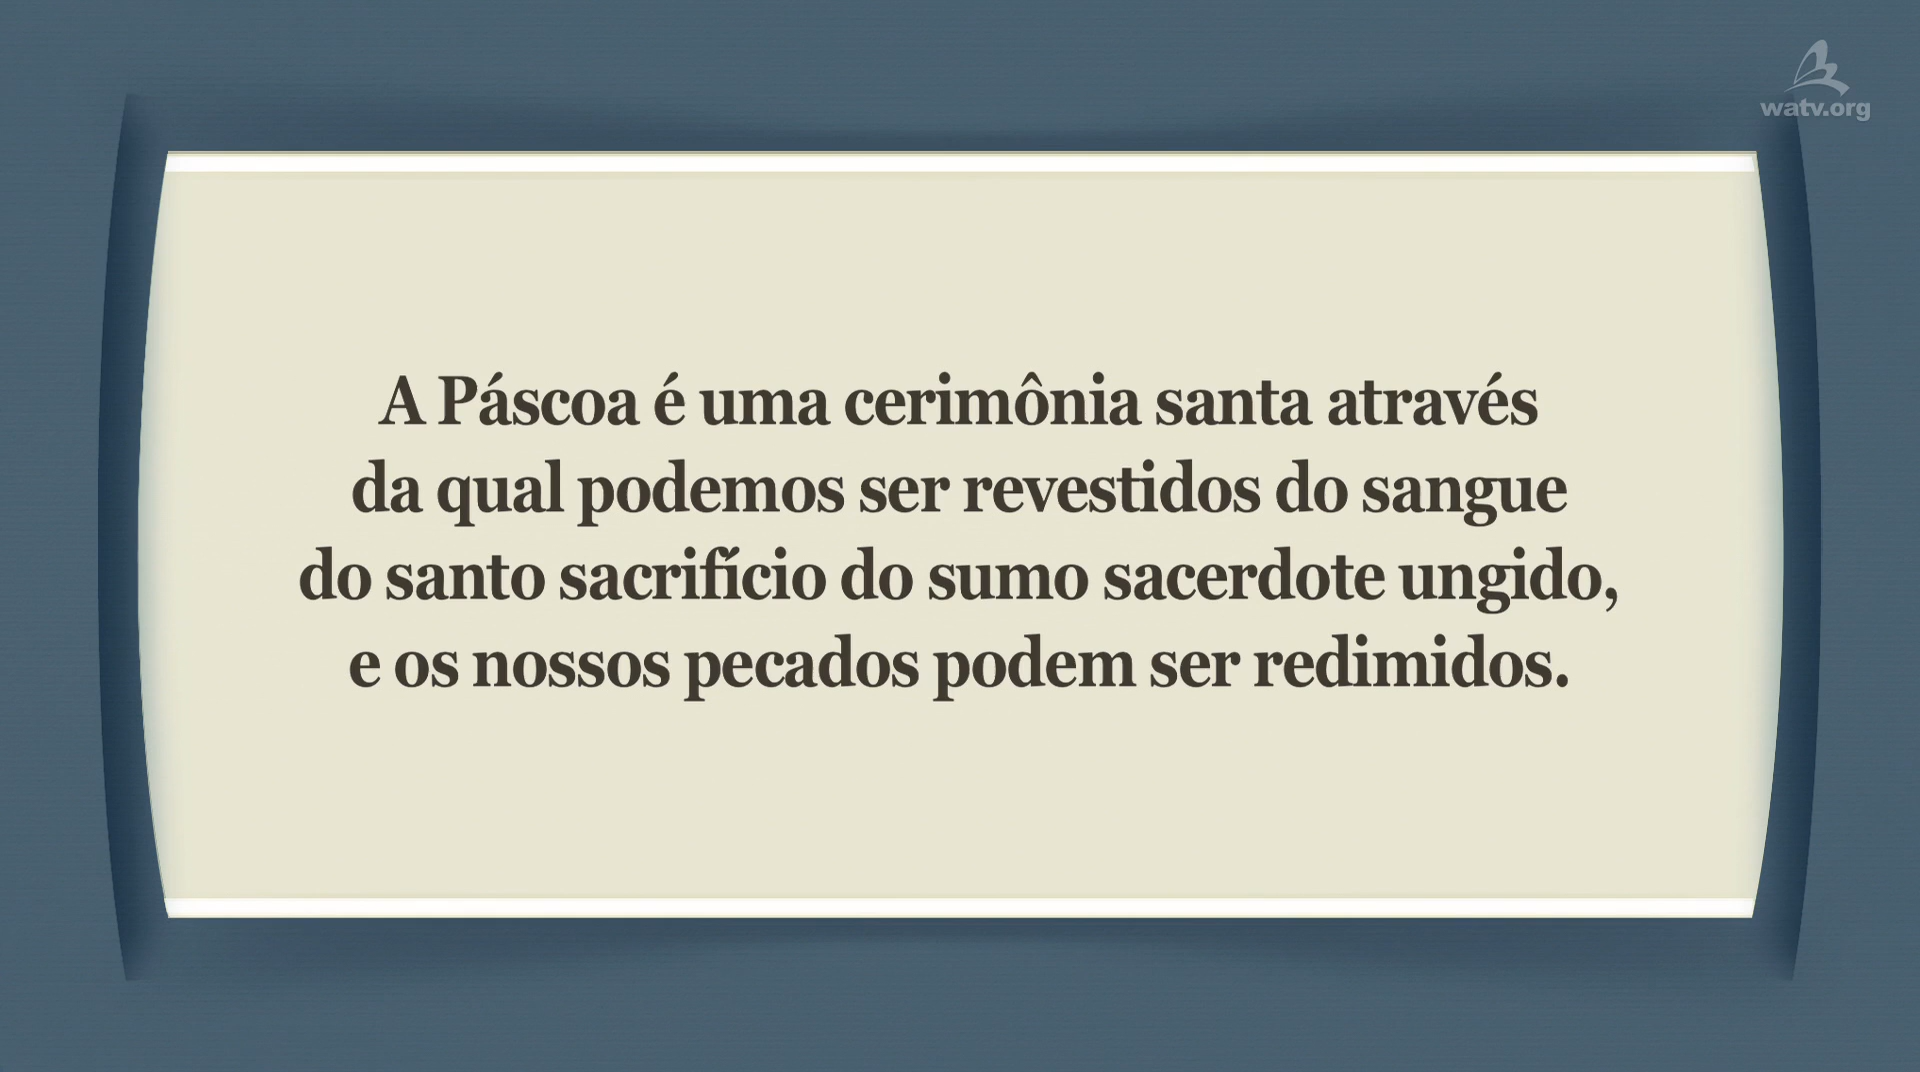 watv.org
A Páscoa é uma cerimônia santa através
da qual podemos ser revestidos do sangue
do santo sacrifício do sumo sacerdote ungido,
e os nossos pecados podem ser redimidos.